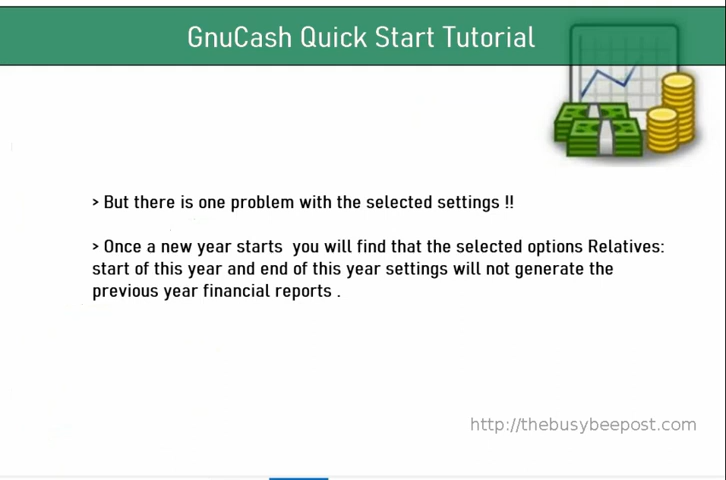 GnuCash Quick Start Tutorial
> But there is one problem with the selected settings !!
> Once a new year starts  you will find that the selected options Relatives:
start of this year and end of this year settings will not generate the
previous year financial reports .
http://thebusybeepost.com